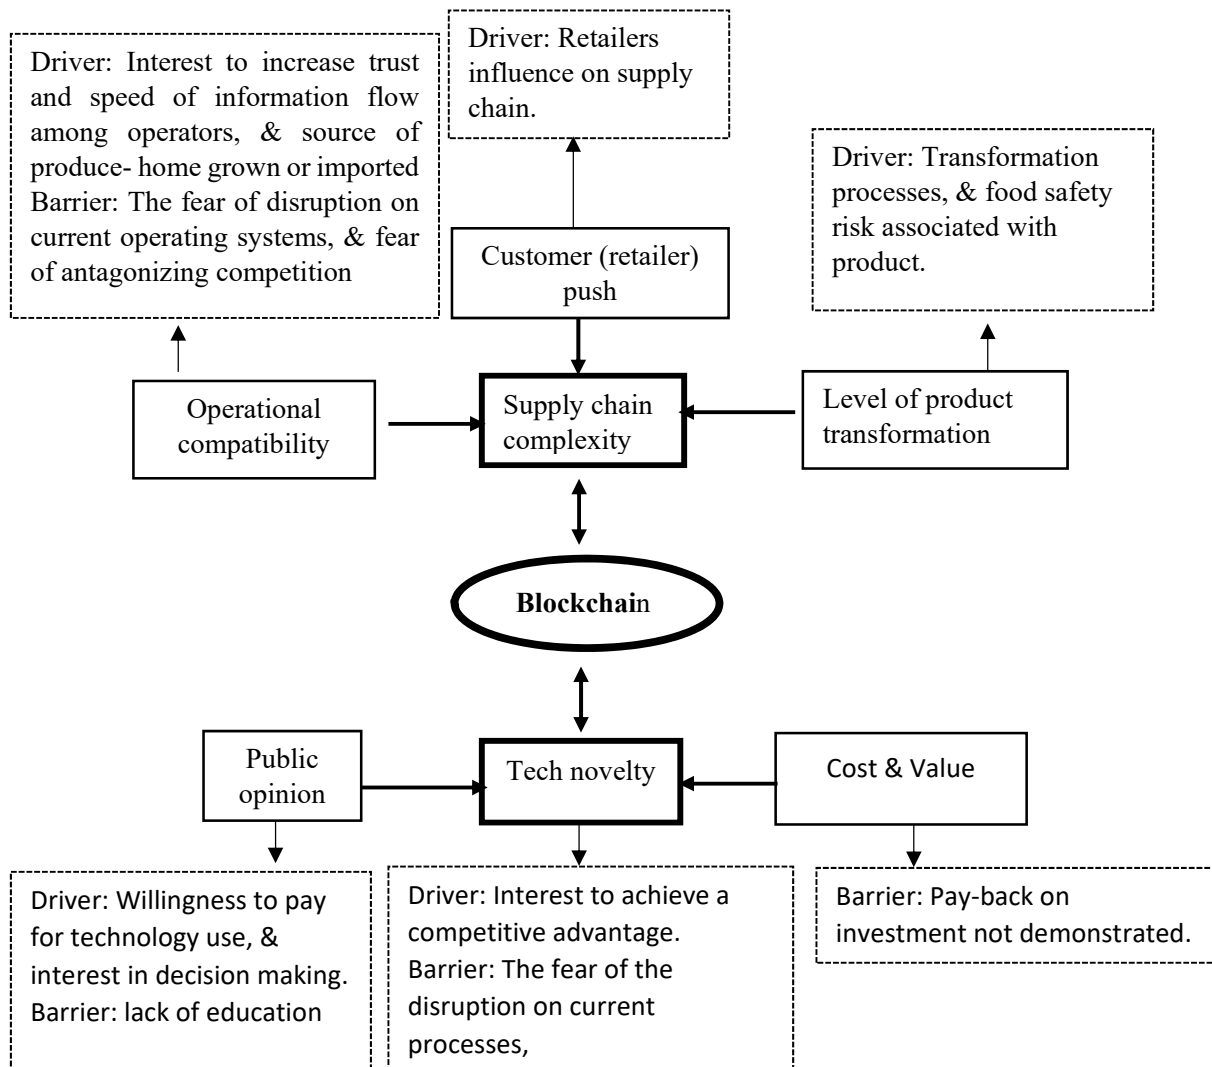 Driver: Interest to increase trust
and speed of information flow
among operators, & source of
produce- home grown or imported
Barrier: The fear of disruption on
current operating systems, & fear
of antagonizing competition
Driver: Retailers
influence on supply
chain.
Driver: Transformation
processes, & food safety
risk associated with
product.
Customer (retailer)
push
Operational
compatibility
Supply chain
complexity
Level of product
transformation
Blockchain
Public
opinion
Tech novelty
Cost & Value
Driver: Willingness to pay
for technology use, &
interest in decision making.
Barrier: lack of education
Driver: Interest to achieve a
competitive advantage.
Barrier: The fear of the
disruption on current
processes,
Barrier: Pay-back on
investment not demonstrated.